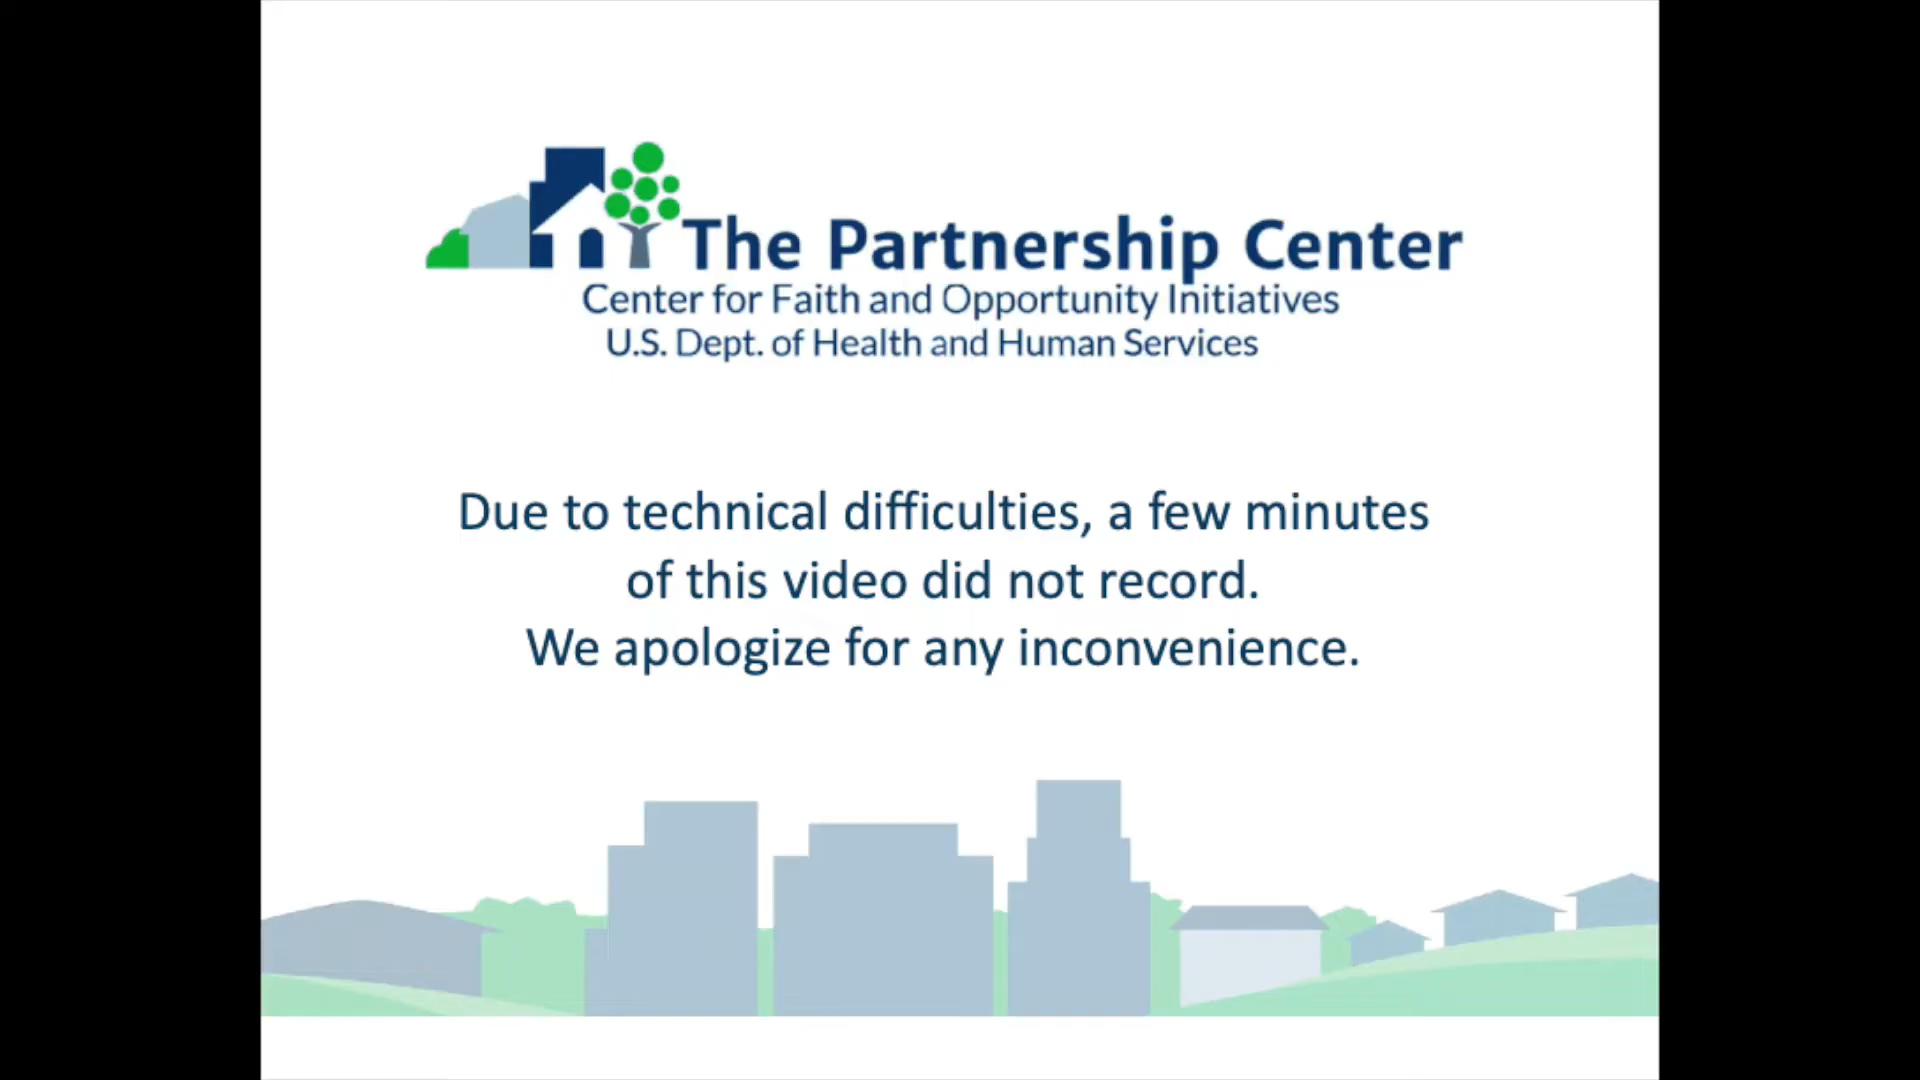 The Partnership Center
Center for Faith and Opportunity Initiatives
U.S. Dept. of Health and Human Services
Due to technical difficulties, a few minutes
of this video did not record.
We apologize for any inconvenience.